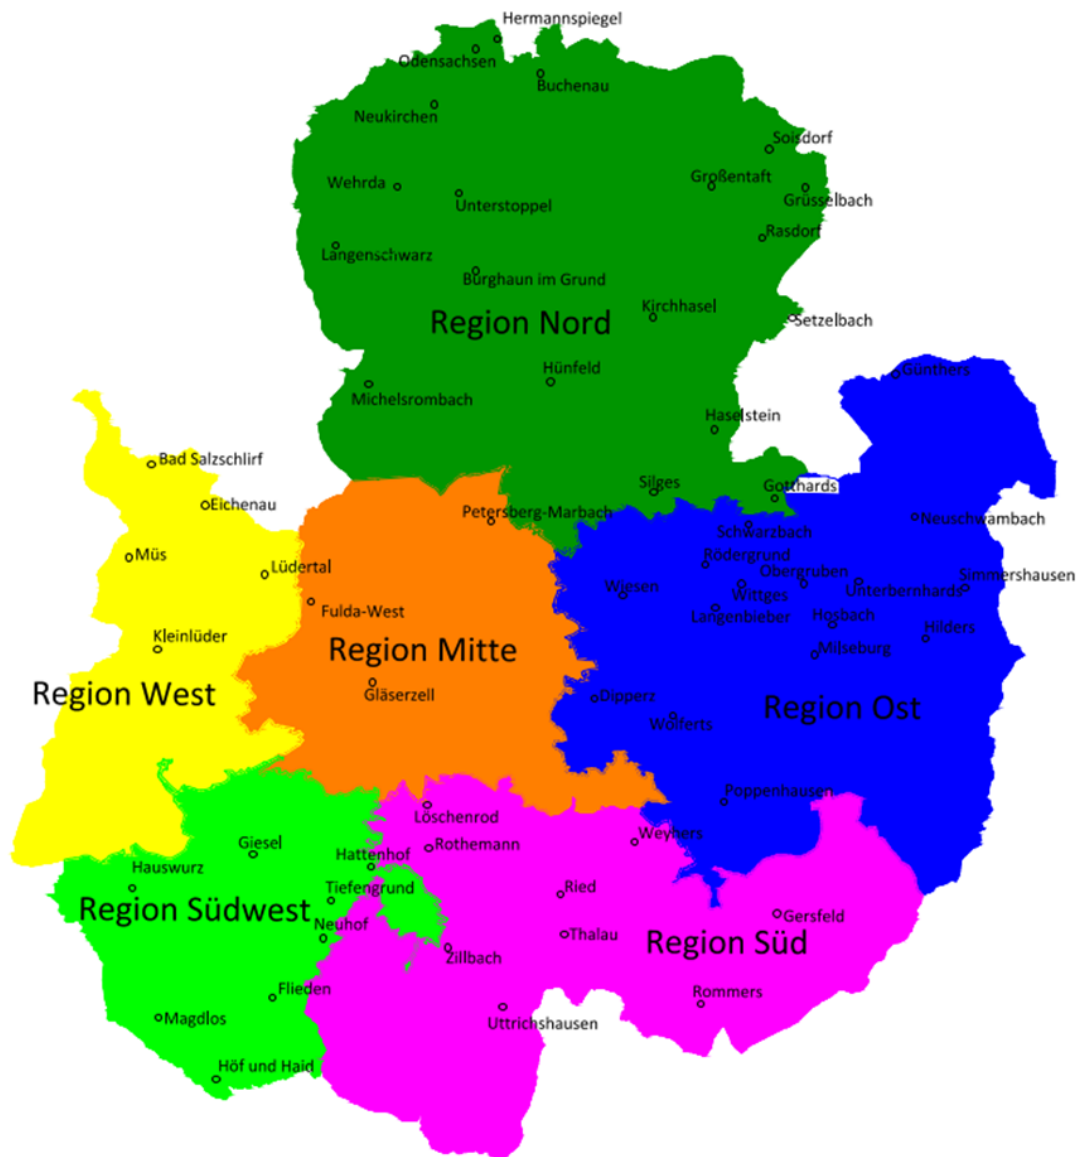 Hermannspiegel
Odensachsen
Buchenau
Neukirchen
Soisdorf
Großentaft
Wehrda
Grüsselbach
Unterstoppel
Rasdorf
Langenschwarz
Burghaun im Grund
Kirchhasel
Region Nord
Setzelbach
Hünfeld
Günthers
Michelsrombach
Haselstein
Bad Salzschlirf
Silges
Gotthards
Eichenau
Petersberg-Marbach
Neuschwambach
Schwarzbach
Müs
Rödergrund
Lüdertal
Obergruben
Simmershausen
Wiesen
Wittges
Unterbernhards
Fulda-West
Langenbieber
Hosbach
Hilders
Kleinlüder
Region Mitte
Milseburg
Region West
Gläserzell
Dipperz
Region Ost
Wolferts
Poppenhausen
Löschenrod
Weyhers
Giesel
Rothemann
Hattenhof
Hauswurz
Tiefengrund
Ried
Region Südwest
Gersfeld
Neuhof
Thalau
Region Süd
Zillbach
Flieden
Rommers
Magdlos
Uttrichshausen
Höf und Haid